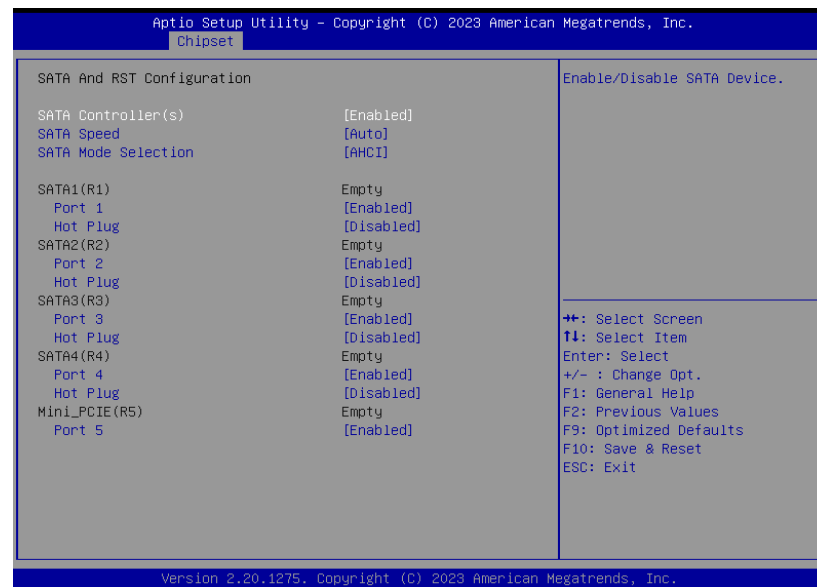 Aptio Setup Utility – Copyright (C) 2023 American Megatrends, Inc.
Chipset
SATA And RST Configuration
SATA Controller(s) [Enabled]
SATA Speed [Auto]
SATA Mode Selection [AHCI]
SATA1(R1) Empty
Port 1 [Enabled]
Hot Plug [Disabled]
SATA2(R2) Empty
Port 2 [Enabled]
Hot Plug [Disabled]
SATA3(R3) Empty
Port 3 [Enabled]
Hot Plug [Disabled]
SATA4(R4) Empty
Port 4 [Enabled]
Hot Plug [Disabled]
Mini_PCIE(R5) Empty
Port 5 [Enabled]
Enable/Disable SATA Device.
→←: Select Screen
↑↓: Select Item
Enter: Select
+/- : Change Opt.
F1: General Help
F2: Previous Values
F9: Optimized Defaults
F10: Save & Reset
ESC: Exit
Version 2.20.1275. Copyright (C) 2023 American Megatrends, Inc.